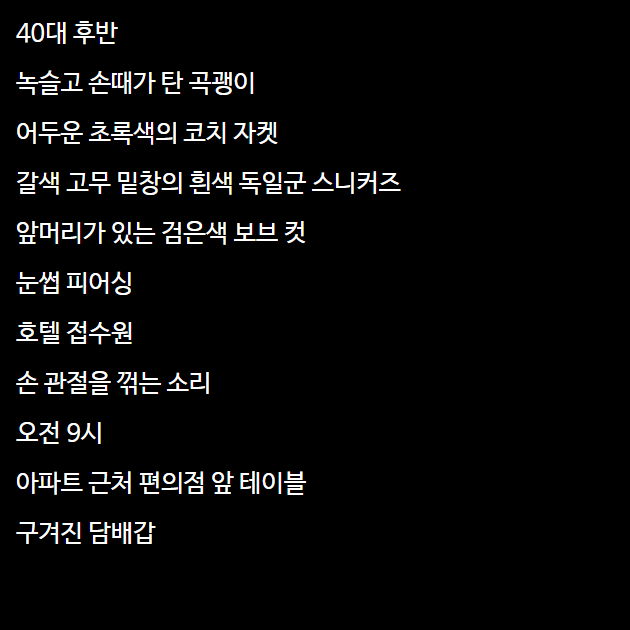 40대 후반
녹슬고 손때가 탄 곡괭이
어두운 초록색의 코치 자켓
갈색 고무 밑창의 흰색 독일군 스니커즈
앞머리가 있는 검은색 보브 컷
눈썹 피어싱
호텔 접수원
손 관절을 꺾는 소리
오전 9시
아파트 근처 편의점 앞 테이블
구겨진 담배갑